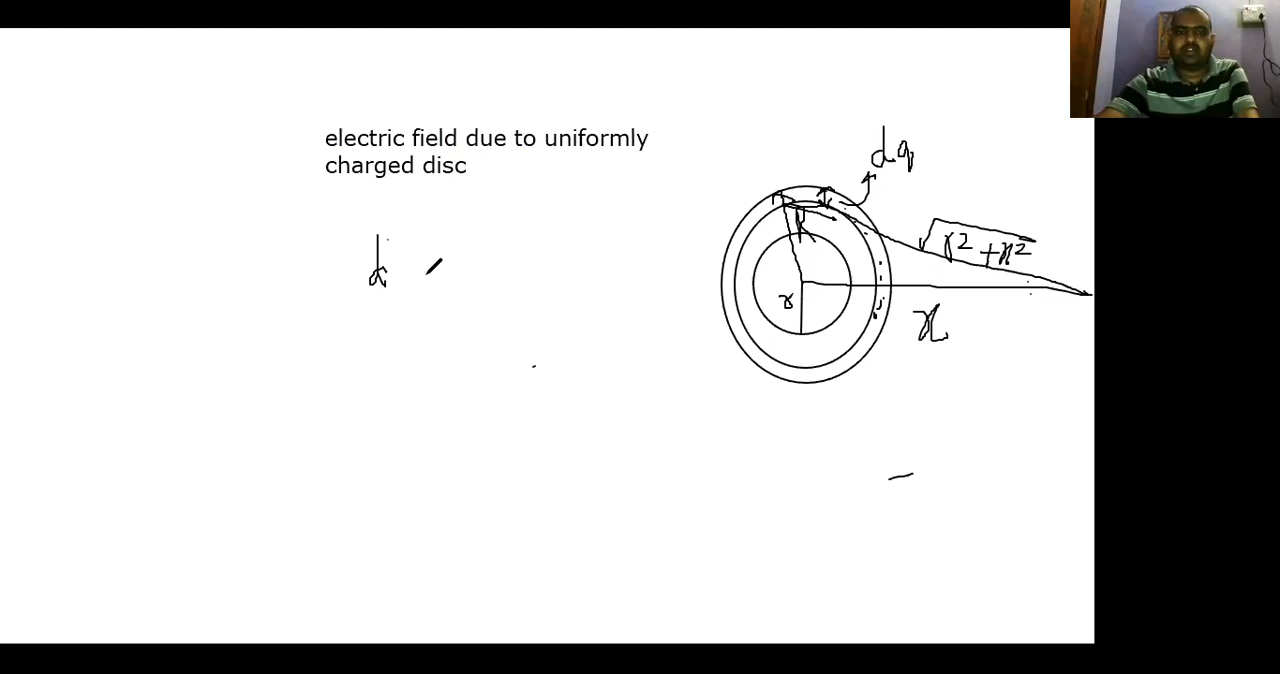 electric field due to uniformly
charged disc
dq
√r²+x²
d
R
r
x